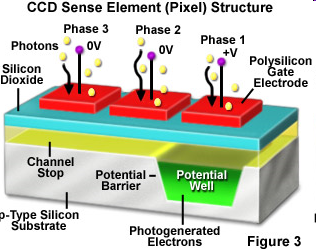 CCD Sense Element (Pixel) Structure
Phase 3
Phase 2
Phase 1
Photons
0V
0V
+V
Silicon
Dioxide
Polysilicon
Gate
Electrode
Channel
Stop
Potential
Barrier
Potential
Well
p-Type Silicon
Substrate
Photogenerated
Electrons
Figure 3